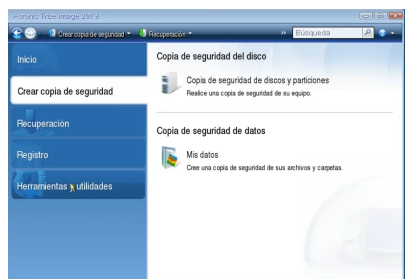 Acronis True Image 2019
Crear copia de seguridad
Recuperación
Búsqueda
Inicio
Crear copia de seguridad
Recuperación
Registro
Herramientas y utilidades
Copia de seguridad del disco
Copia de seguridad de discos y particiones
Realice una copia de seguridad de su equipo.
Copia de seguridad de datos
Mis datos
Cree una copia de seguridad de sus archivos y carpetas.